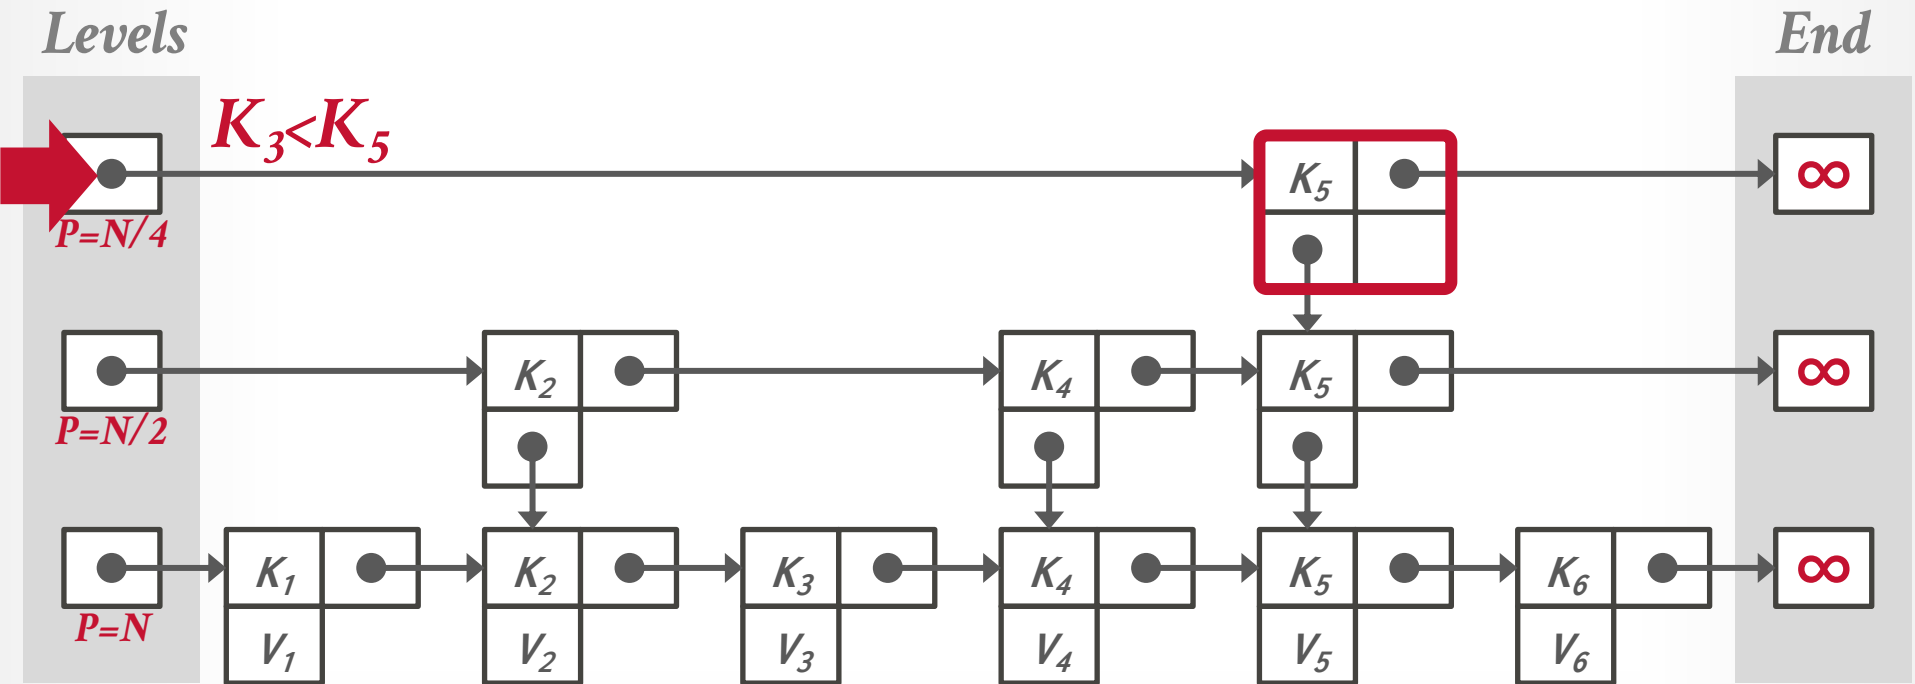 Levels End
K₃<K₅
K₅ ∞
P=N/4
K₂ K₄ K₅ ∞
P=N/2
K₁ K₂ K₃ K₄ K₅ K₆ ∞
P=N
V₁ V₂ V₃ V₄ V₅ V₆